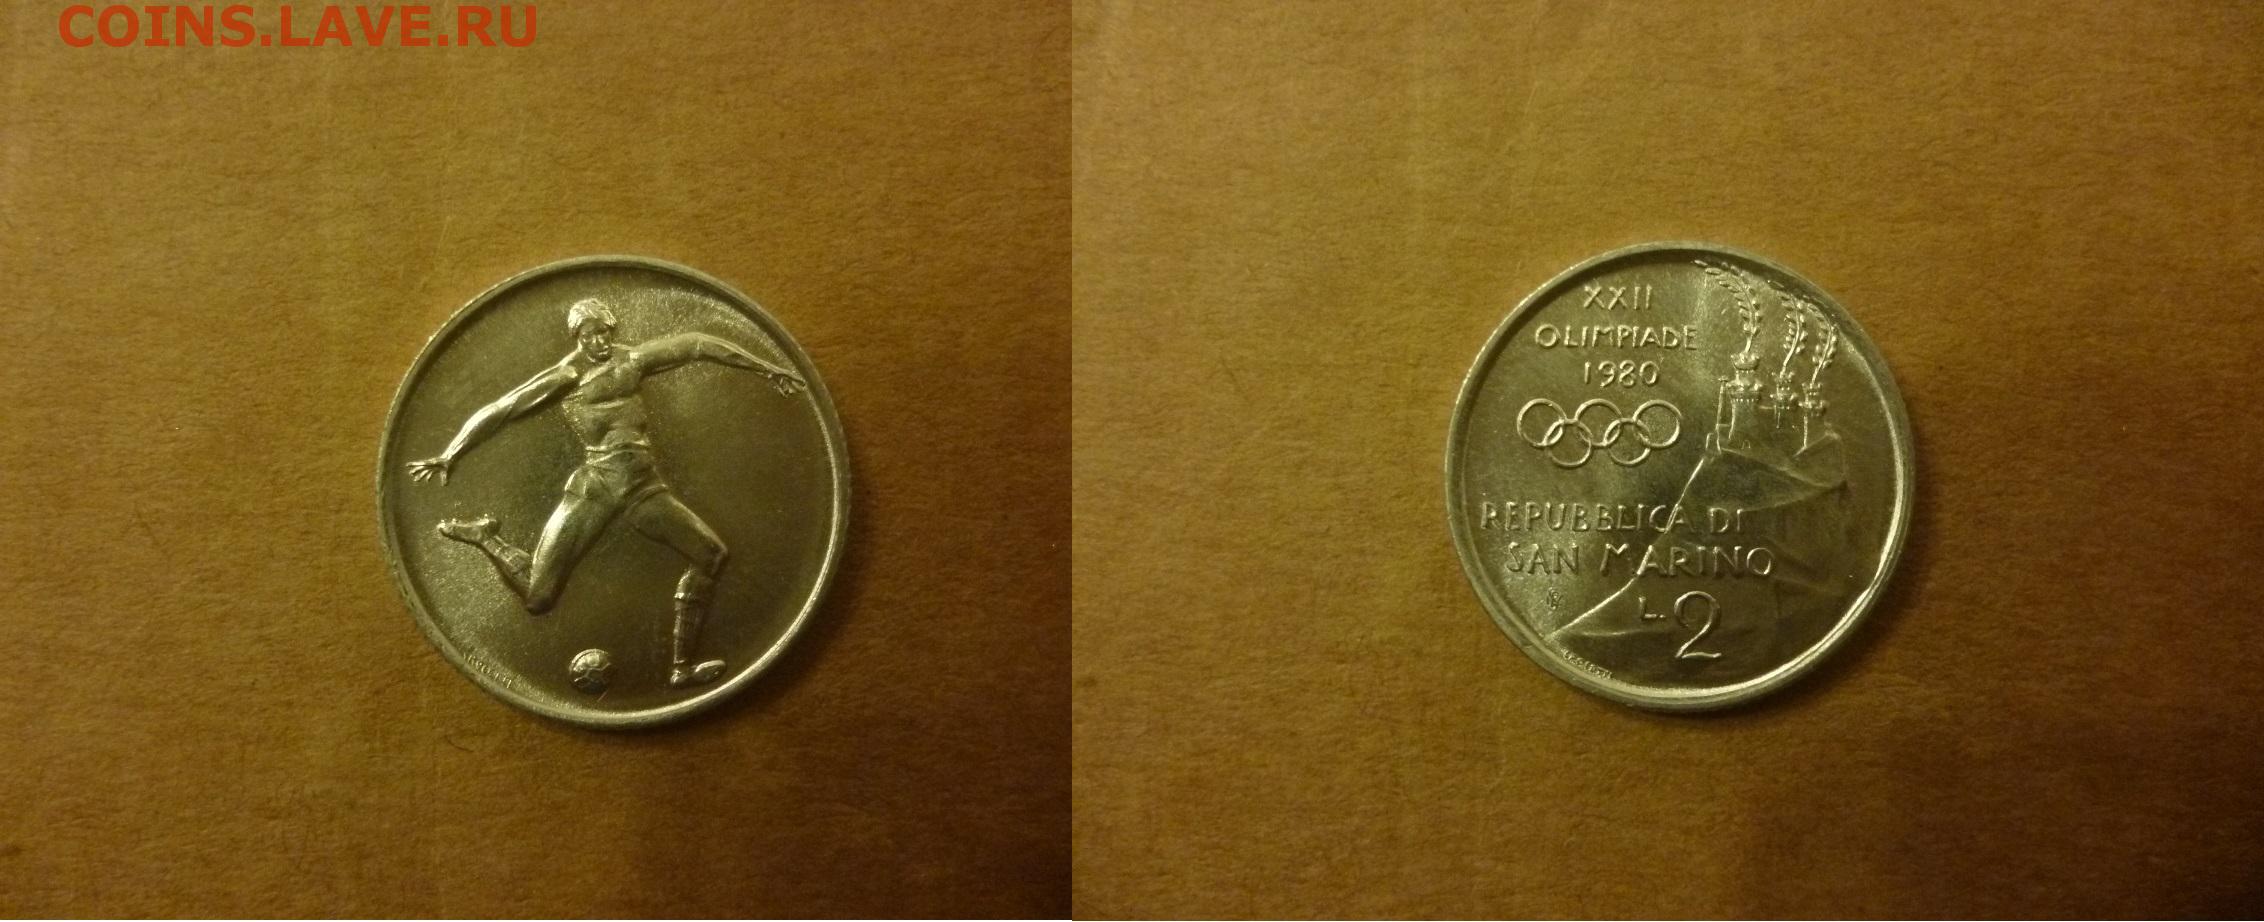 COINS.LAVE.RU
XXII
OLIMPIADE
1980
REPUBBLICA DI
SAN MARINO
L. 2